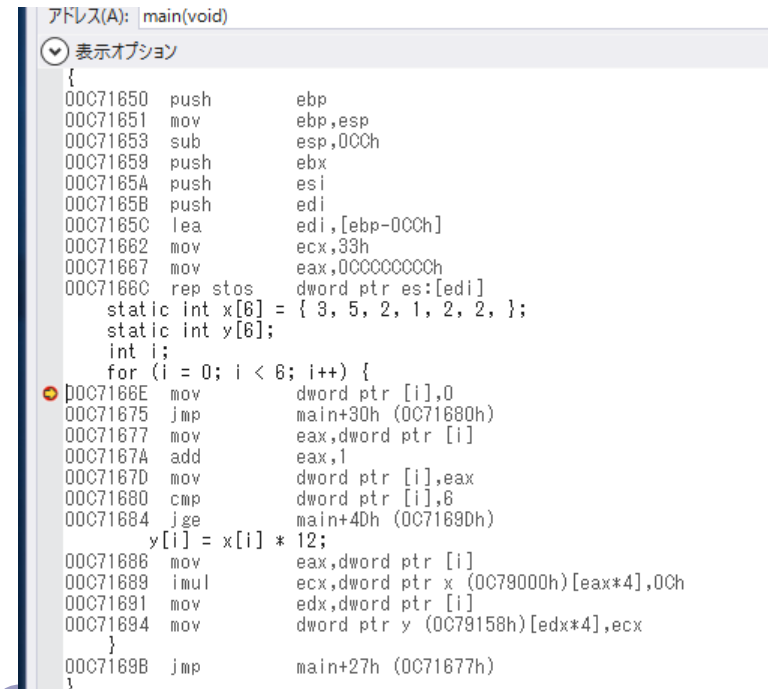 アドレス(A): main(void)
表示オプション
{
00C71650 push ebp
00C71651 mov ebp,esp
00C71653 sub esp,0CCh
00C71659 push ebx
00C7165A push esi
00C7165B push edi
00C7165C lea edi,[ebp-0CCh]
00C71662 mov ecx,33h
00C71667 mov eax,0CCCCCCCCh
00C7166C rep stos dword ptr es:[edi]
static int x[6] = { 3, 5, 2, 1, 2, 2, };
static int y[6];
int i;
for (i = 0; i < 6; i++) {
00C7166E mov dword ptr [i],0
00C71675 jmp main+30h (0C71680h)
00C71677 mov eax,dword ptr [i]
00C7167A add eax,1
00C7167D mov dword ptr [i],eax
00C71680 cmp dword ptr [i],6
00C71684 jge main+4Dh (0C7169Dh)
y[i] = x[i] * 12;
00C71686 mov eax,dword ptr [i]
00C71689 imul ecx,dword ptr x (0C79000h)[eax*4],0Ch
00C71691 mov edx,dword ptr [i]
00C71694 mov dword ptr y (0C79158h)[edx*4],ecx
}
00C7169B jmp main+27h (0C71677h)
}